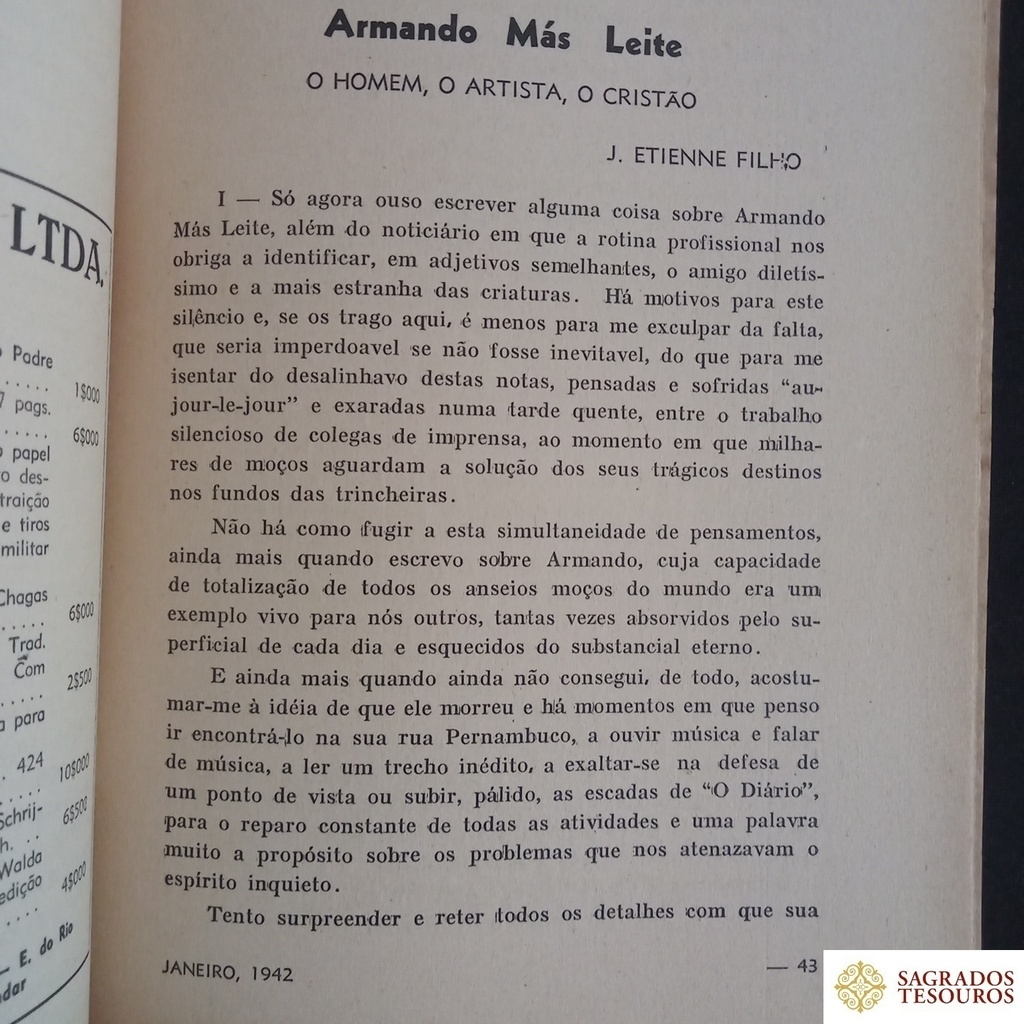 LTDA.
Padre
. . . . . 1$000
7 pags.
. . . . . 6$000
papel
des-
traição
e tiros
militar
Chagas
. . . . . 6$000
Trad.
Com
. . . . . 2$500
para
. 424
. . . . 10$000
Schrij-
h. . . 6$500
Walda
edição
. . . . 4$000
— E. do Rio
Armando Más Leite
O HOMEM, O ARTISTA, O CRISTÃO
J. ETIENNE FILHO
I — Só agora ouso escrever alguma coisa sobre Armando
Más Leite, além do noticiário em que a rotina profissional nos
obriga a identificar, em adjetivos semelhantes, o amigo diletís-
simo e a mais estranha das criaturas. Há motivos para este
silêncio e, se os trago aqui, é menos para me exculpar da falta,
que seria imperdoavel se não fosse inevitavel, do que para me
isentar do desalinhavo destas notas, pensadas e sofridas "au-
jour-le-jour" e exaradas numa tarde quente, entre o trabalho
silencioso de colegas de imprensa, ao momento em que milha-
res de moços aguardam a solução dos seus trágicos destinos
nos fundos das trincheiras.
Não há como fugir a esta simultaneidade de pensamentos,
ainda mais quando escrevo sobre Armando, cuja capacidade
de totalização de todos os anseios moços do mundo era um
exemplo vivo para nós outros, tantas vezes absorvidos pelo su-
perficial de cada dia e esquecidos do substancial eterno.
E ainda mais quando ainda não consegui, de todo, acostu-
mar-me à idéia de que ele morreu e há momentos em que penso
ir encontrá-lo na sua rua Pernambuco, a ouvir música e falar
de música, a ler um trecho inédito, a exaltar-se na defesa de
um ponto de vista ou subir, pálido, as escadas de "O Diário",
para o reparo constante de todas as atividades e uma palavra
muito a propósito sobre os problemas que nos atenazavam o
espírito inquieto.
Tento surpreender e reter todos os detalhes com que sua
JANEIRO, 1942 — 43
SAGRADOS
TESOUROS